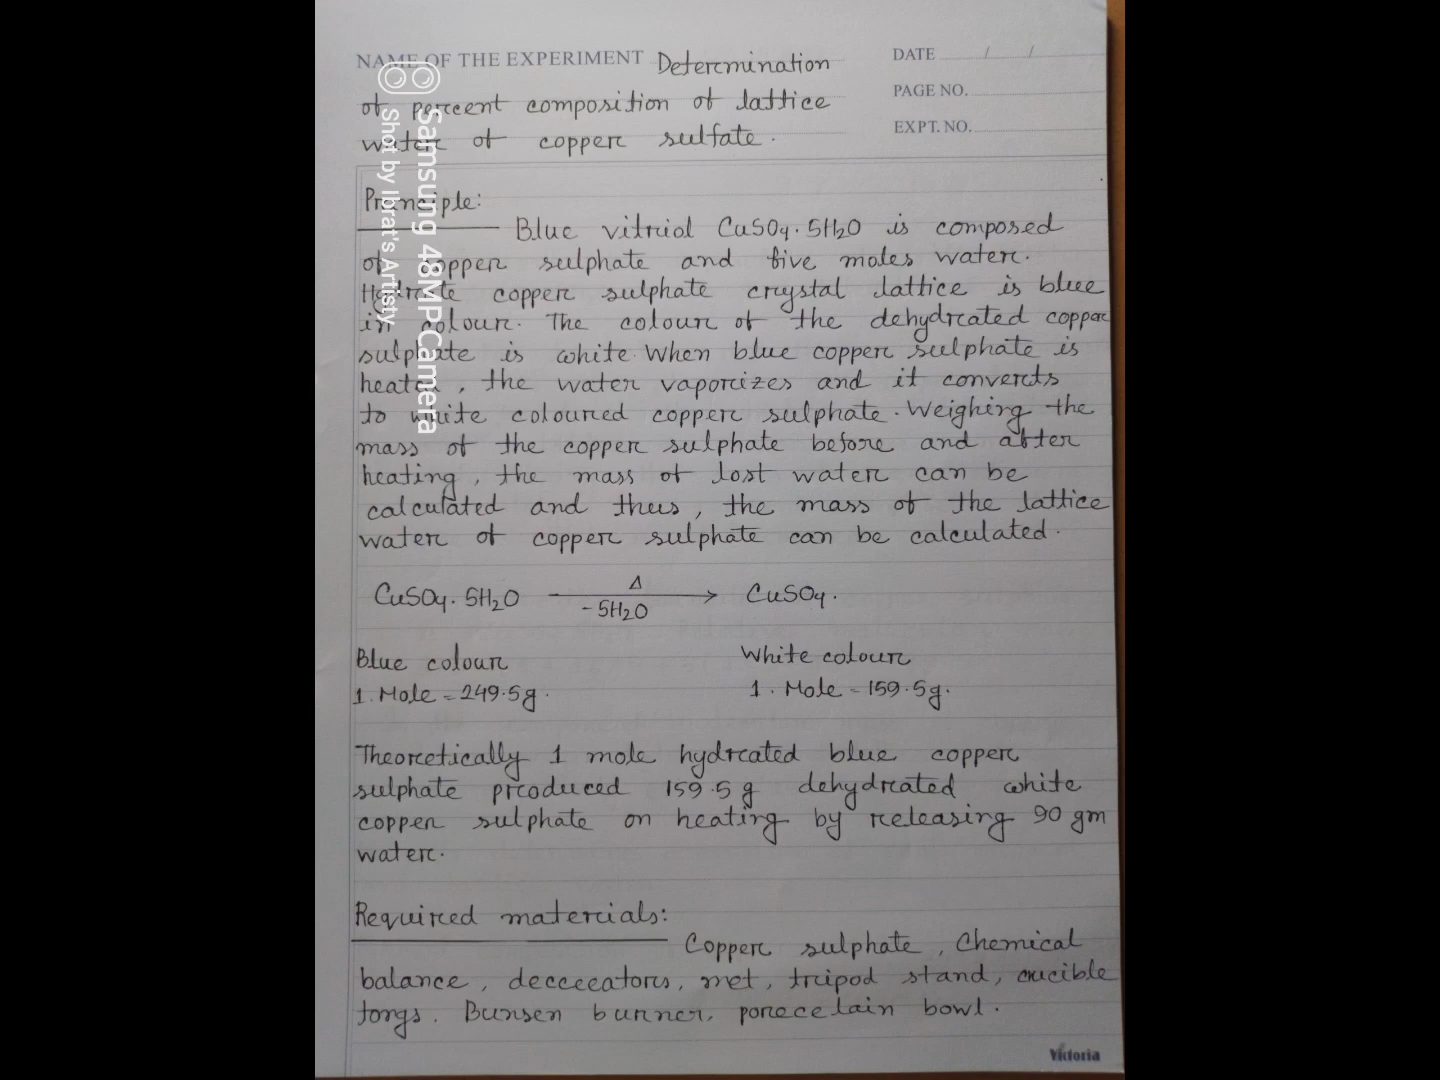 NAME OF THE EXPERIMENT Determination
of percent composition of lattice
water of copper sulfate.
DATE / /
PAGE NO.
EXPT. NO.
Samsung 48MP Camera
Shot by Ibrat's Artisty
Principle:
Blue vitriol CuSO4.5H2O is composed
of copper sulphate and five moles water.
Hydrate copper sulphate crystal lattice is blue
in colour. The colour of the dehydrated copper
sulphate is white. When blue copper sulphate is
heated, the water vaporizes and it converts
to white coloured copper sulphate. Weighing the
mass of the copper sulphate before and after
heating, the mass of lost water can be
calculated and thus, the mass of the lattice
water of copper sulphate can be calculated.
CuSO4.5H2O Δ → -5H2O CuSO4.
Blue colour White colour
1. Mole = 249.5g. 1. Mole = 159.5g.
Theoretically 1 mole hydrated blue copper
sulphate produced 159.5 g dehydrated white
copper sulphate on heating by releasing 90 gm
water.
Required materials:
Copper sulphate, Chemical
balance, decceators, net, tripod stand, crucible
tongs. Bunsen burner, porcelain bowl.
Victoria